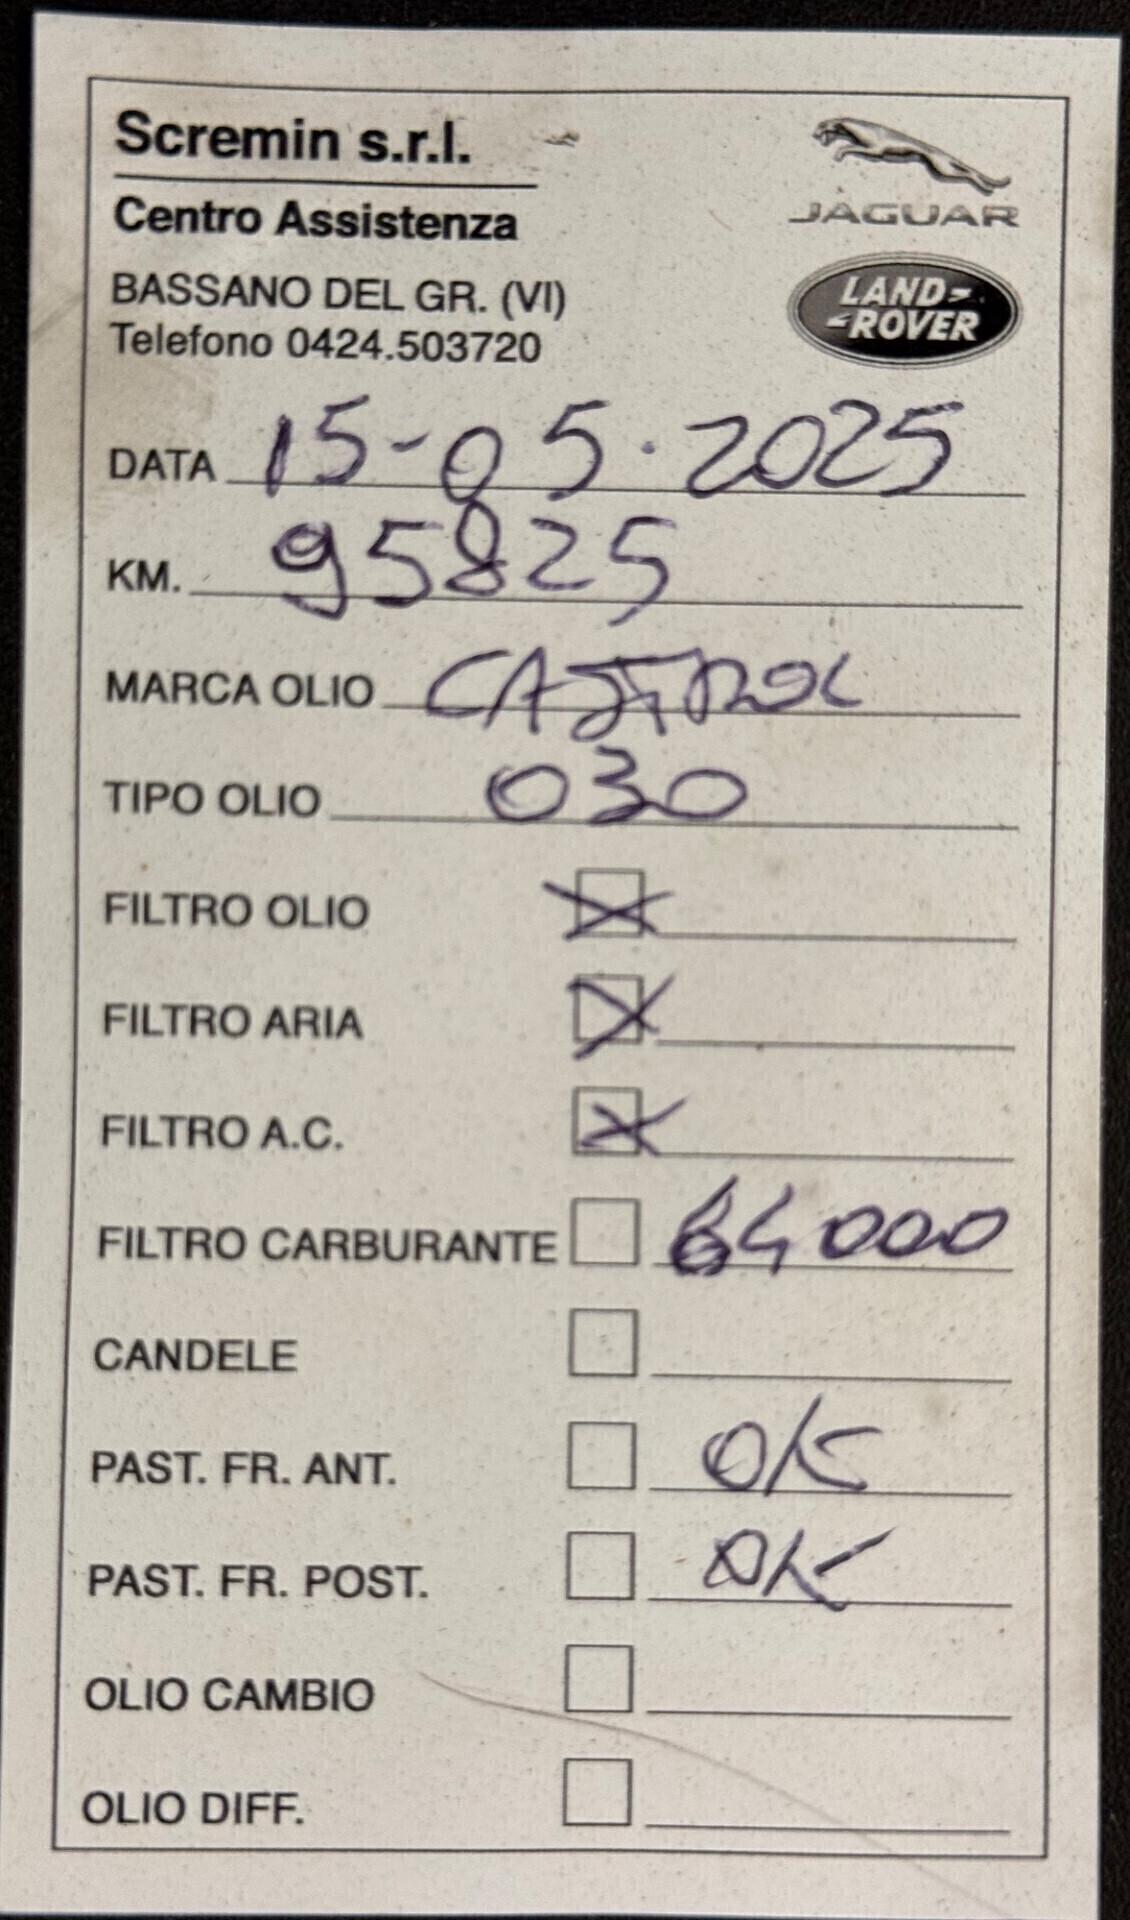 Scremin s.r.l.
JAGUAR
Centro Assistenza
BASSANO DEL GR. (VI)
LAND-
-ROVER
Telefono 0424.503720
DATA 15-05.2025
KM. 95825
MARCA OLIO CASTROL
TIPO OLIO 030
FILTRO OLIO X
FILTRO ARIA X
FILTRO A.C. X
FILTRO CARBURANTE 64000
CANDELE
PAST. FR. ANT. OK
PAST. FR. POST. OK
OLIO CAMBIO
OLIO DIFF.